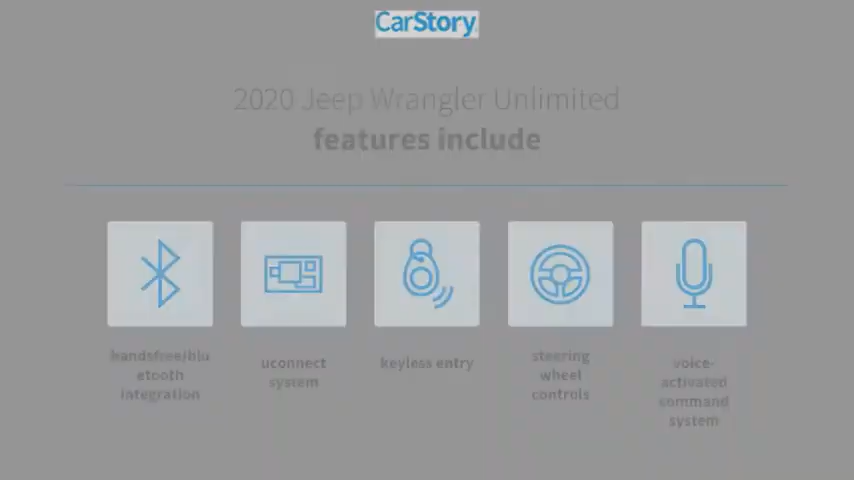 CarStory
2020 Jeep Wrangler Unlimited
features include
handsfree/blu
etooth
integration
uconnect
system
keyless entry
steering
wheel
controls
voice-
activated
command
system